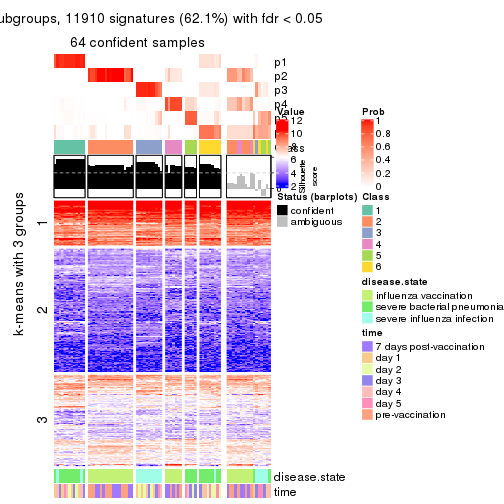 ubgroups, 11910 signatures (62.1%) with fdr < 0.05
64 confident samples
p1
p2
p3
p4
Value
12
10
6
4
2
Silhouette
score
Prob
1
0.8
0.6
0.4
0.2
0
Status (barplots)
confident
ambiguous
Class
1
2
3
4
5
6
disease.state
influenza vaccination
severe bacterial pneumonia
severe influenza infection
time
7 days post-vaccination
day 1
day 2
day 3
day 4
day 5
pre-vaccination
k-means with 3 groups
1
2
3
disease.state
time